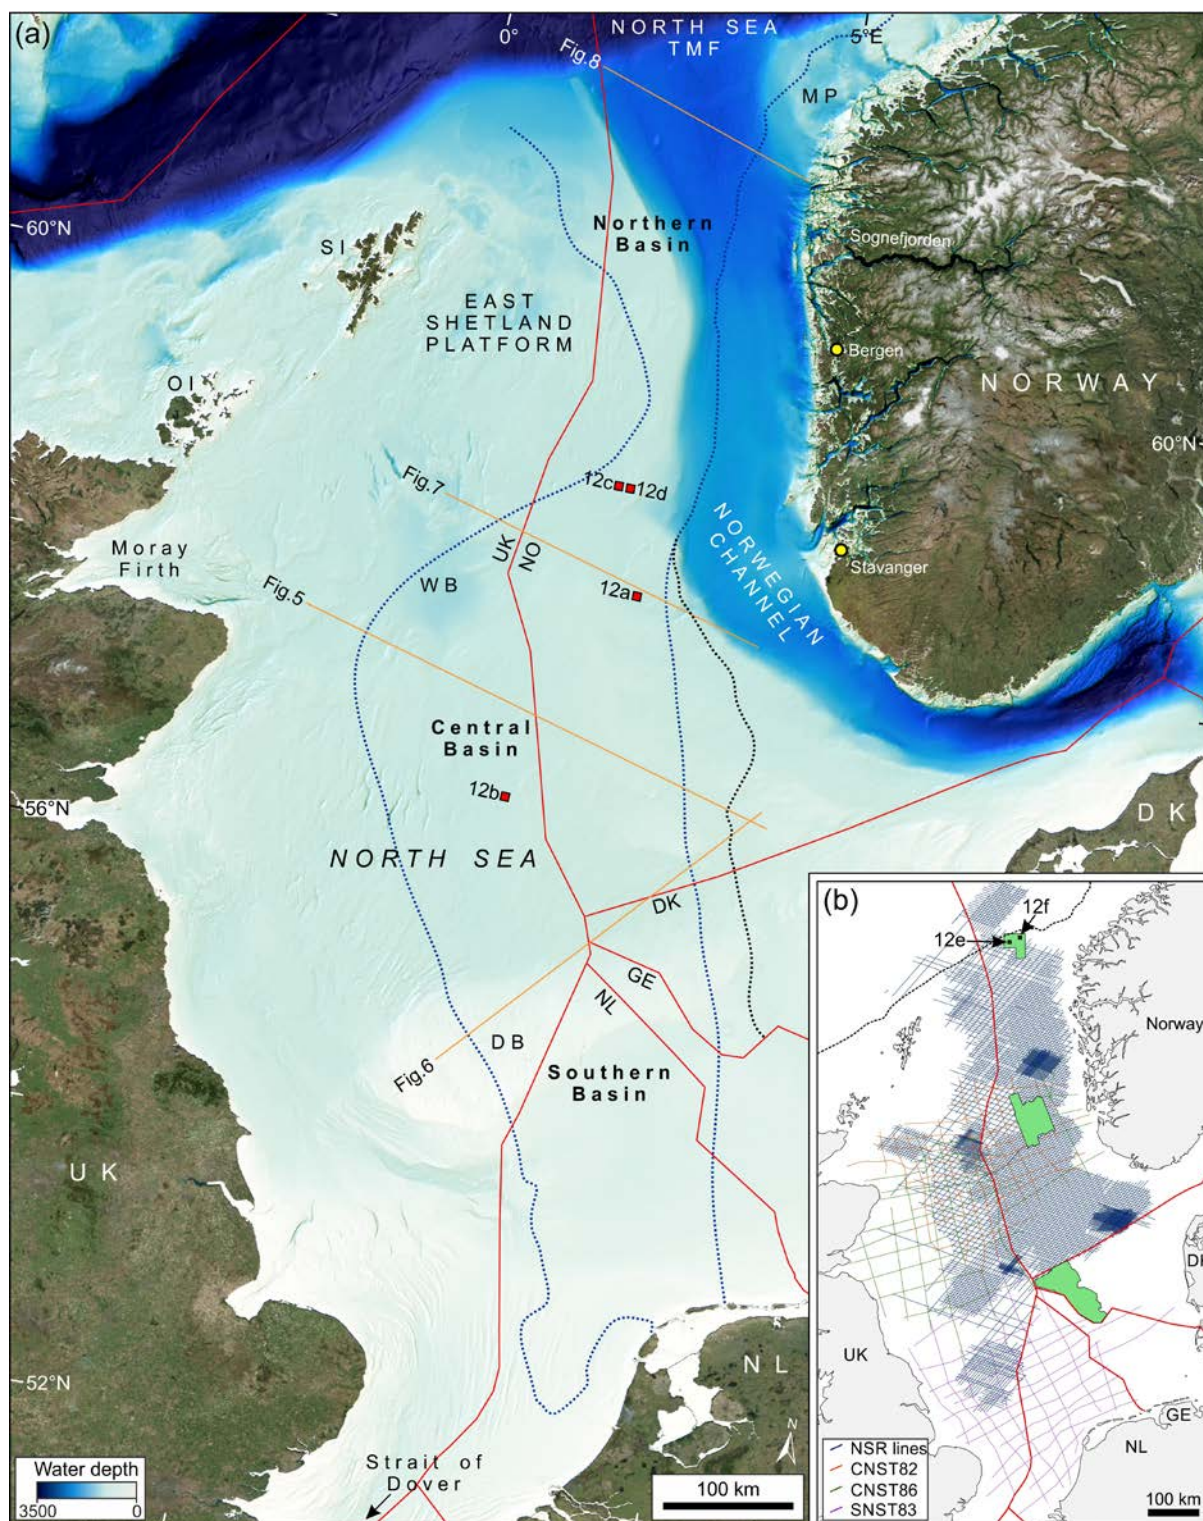 (a)
0°
NORTH SEA
TMF
5°E
Fig.8
MP
60°N
SI
Northern
Basin
Sognefjorden
EAST
SHETLAND
PLATFORM
Bergen
OI
NORWAY
60°N
Fig.7
12c
12d
NORWEGIAN
CHANNEL
Moray
Firth
UK
NO
WB
Stavanger
Fig.5
12a
Central
Basin
12b
56°N
DK
NORTH SEA
DK
GE
NL
DB
Fig.6
Southern
Basin
UK
NL
52°N
N
Water depth
3500
0
Strait of
Dover
100 km
(b)
12f
12e
Norway
DK
UK
GE
NL
NSR lines
CNST82
CNST86
SNST83
100 km